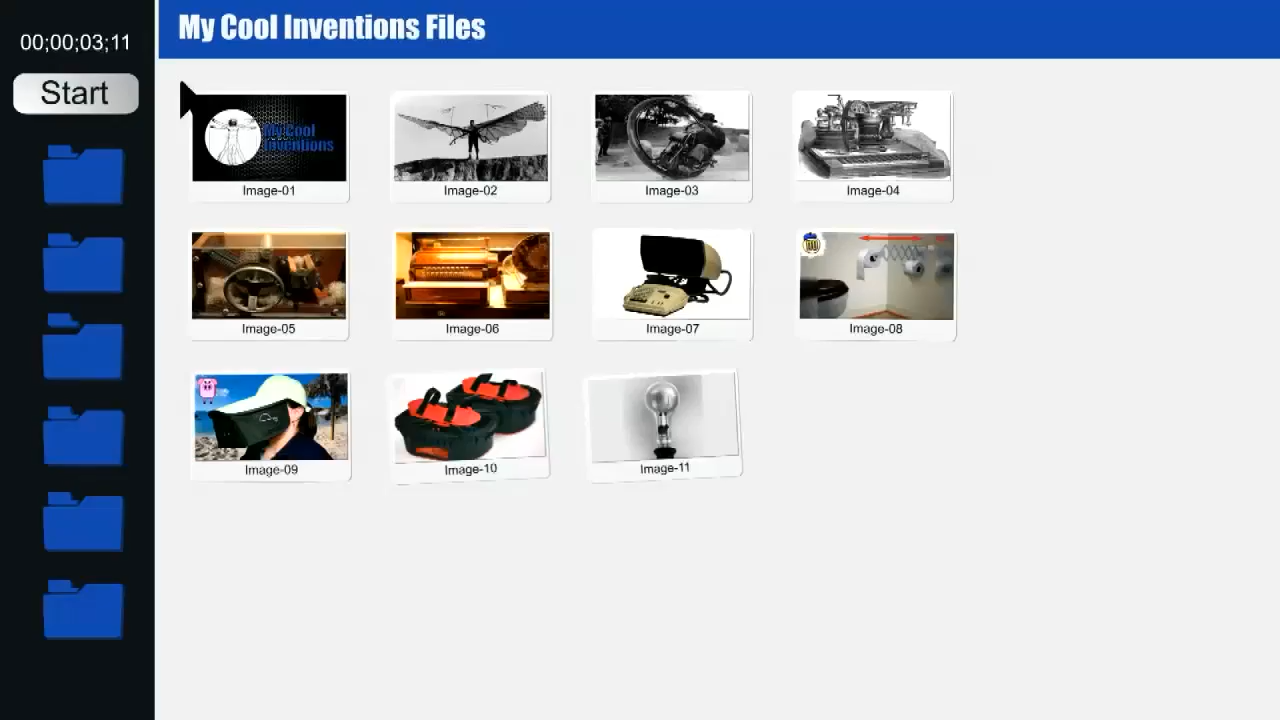 00;00;03;11
My Cool Inventions Files
Start
My Cool
Inventions
Image-01
Image-02
Image-03
Image-04
Image-05
Image-06
Image-07
Image-08
Image-09
Image-10
Image-11